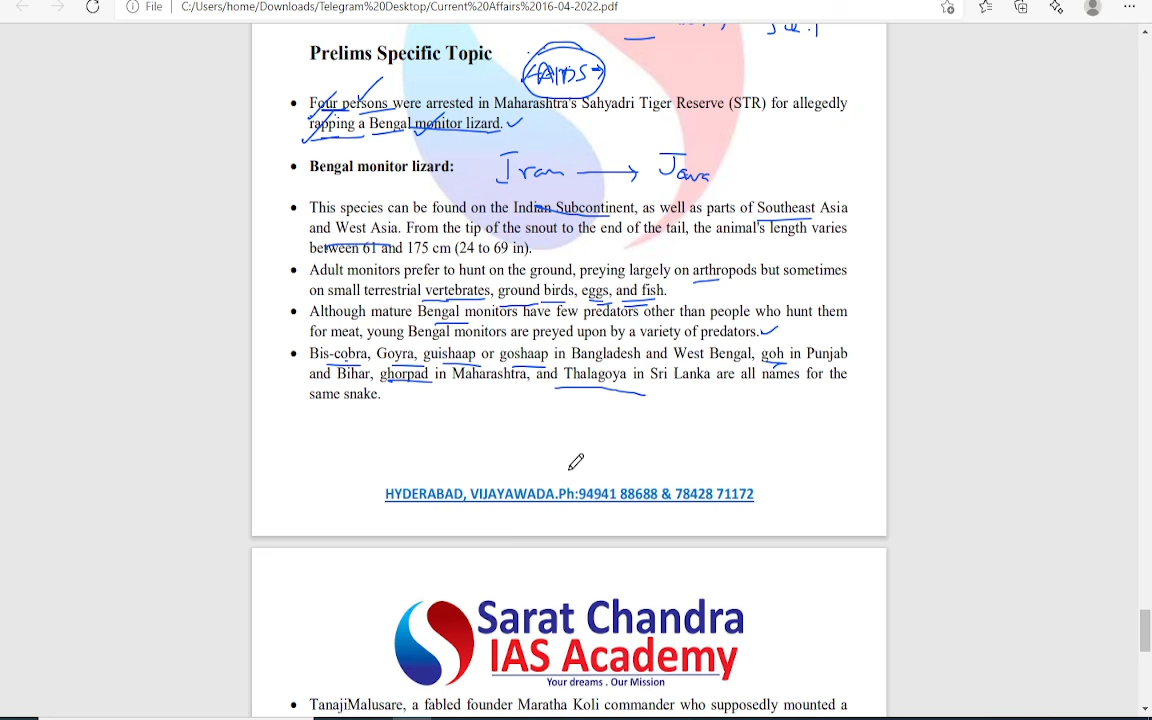 File C:/Users/home/Downloads/Telegram%20Desktop/Current%20Affairs%2016-04-2022.pdf
Prelims Specific Topic
• Four persons were arrested in Maharashtra's Sahyadri Tiger Reserve (STR) for allegedly
rapping a Bengal monitor lizard.
• Bengal monitor lizard:
Iran → Java
• This species can be found on the Indian Subcontinent, as well as parts of Southeast Asia
and West Asia. From the tip of the snout to the end of the tail, the animal's length varies
between 61 and 175 cm (24 to 69 in).
• Adult monitors prefer to hunt on the ground, preying largely on arthropods but sometimes
on small terrestrial vertebrates, ground birds, eggs, and fish.
• Although mature Bengal monitors have few predators other than people who hunt them
for meat, young Bengal monitors are preyed upon by a variety of predators.
• Bis-cobra, Goyra, guishaap or goshaap in Bangladesh and West Bengal, goh in Punjab
and Bihar, ghorpad in Maharashtra, and Thalagoya in Sri Lanka are all names for the
same snake.
HYDERABAD, VIJAYAWADA.Ph:94941 88688 & 78428 71172
Sarat Chandra
IAS Academy
Your dreams . Our Mission
• TanajiMalusare, a fabled founder Maratha Koli commander who supposedly mounted a